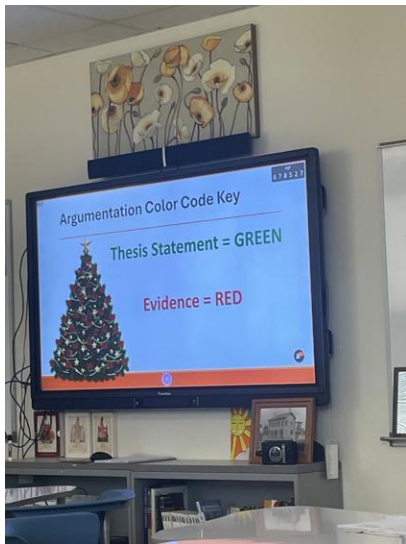 Argumentation Color Code Key
Thesis Statement = GREEN
Evidence = RED